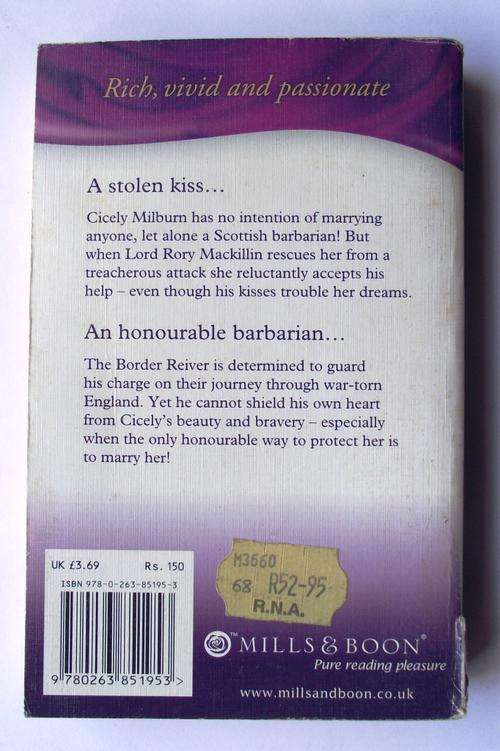 Rich, vivid and passionate
A stolen kiss...
Cicely Milburn has no intention of marrying
anyone, let alone a Scottish barbarian! But
when Lord Rory Mackillin rescues her from a
treacherous attack she reluctantly accepts his
help – even though his kisses trouble her dreams.
An honourable barbarian...
The Border Reiver is determined to guard
his charge on their journey through war-torn
England. Yet he cannot shield his own heart
from Cicely's beauty and bravery – especially
when the only honourable way to protect her is
to marry her!
UK £3.69 Rs. 150
ISBN 978-0-263-85195-3
9 780263 851953 >
M3660
68 R52-95
R.N.A.
™ MILLS & BOON®
Pure reading pleasure
www.millsandboon.co.uk